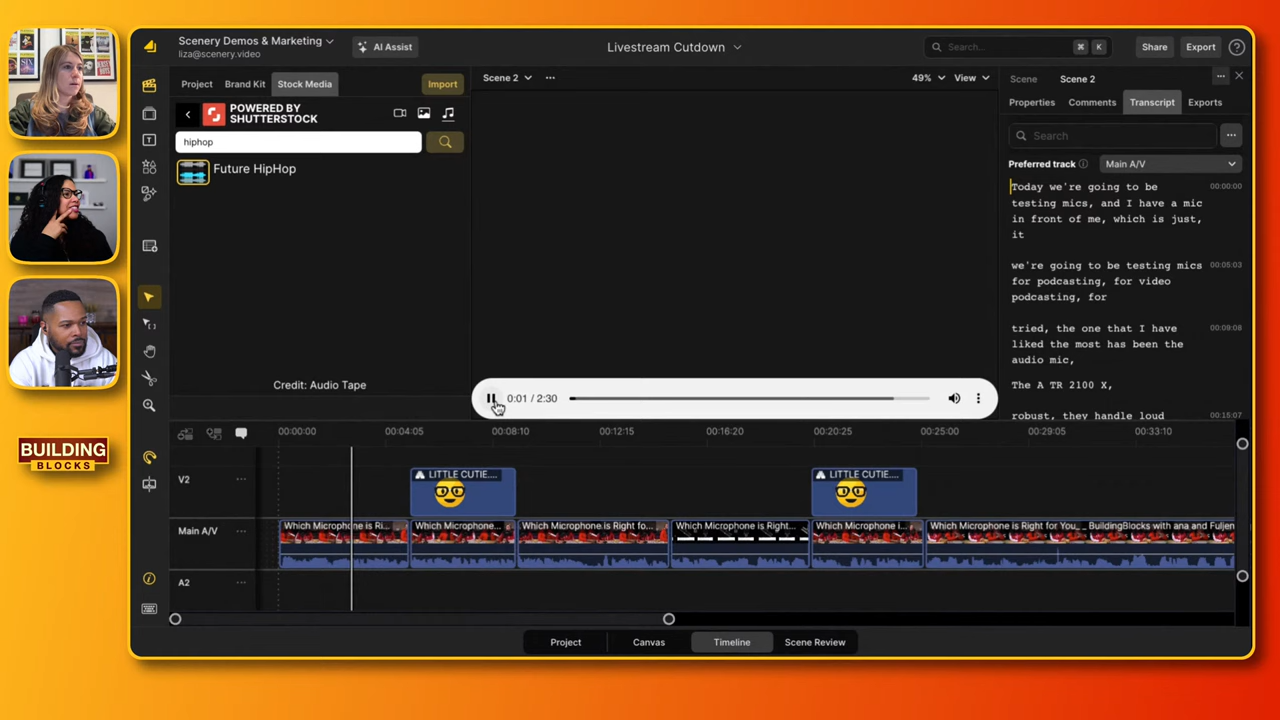 Scenery Demos & Marketing
liza@scenery.video
AI Assist
Livestream Cutdown
Search...
⌘ K
Share
Export
Project
Brand Kit
Stock Media
Import
Scene 2
49%
View
Scene
Scene 2
POWERED BY
SHUTTERSTOCK
Properties
Comments
Transcript
Exports
hiphop
Search
Future HipHop
Preferred track
Main A/V
Today we're going to be
testing mics, and I have a mic
in front of me, which is just,
it
00:00:00
we're going to be testing mics
for podcasting, for video
podcasting, for
00:05:03
tried, the one that I have
liked the most has been the
audio mic,
00:09:08
The A TR 2100 X,
robust, they handle loud
00:15:07
Credit: Audio Tape
0:01 / 2:30
BUILDING
BLOCKS
00:00:00
00:04:05
00:08:10
00:12:15
00:16:20
00:20:25
00:25:00
00:29:05
00:33:10
V2
LITTLE CUTIE....
LITTLE CUTIE....
Main A/V
Which Microphone is Ri...
Which Microphone...
Which Microphone is Right fo...
Which Microphone is Right...
Which Microphone i...
Which Microphone is Right for You__ BuildingBlocks with ana and Fuljen
A2
Project
Canvas
Timeline
Scene Review